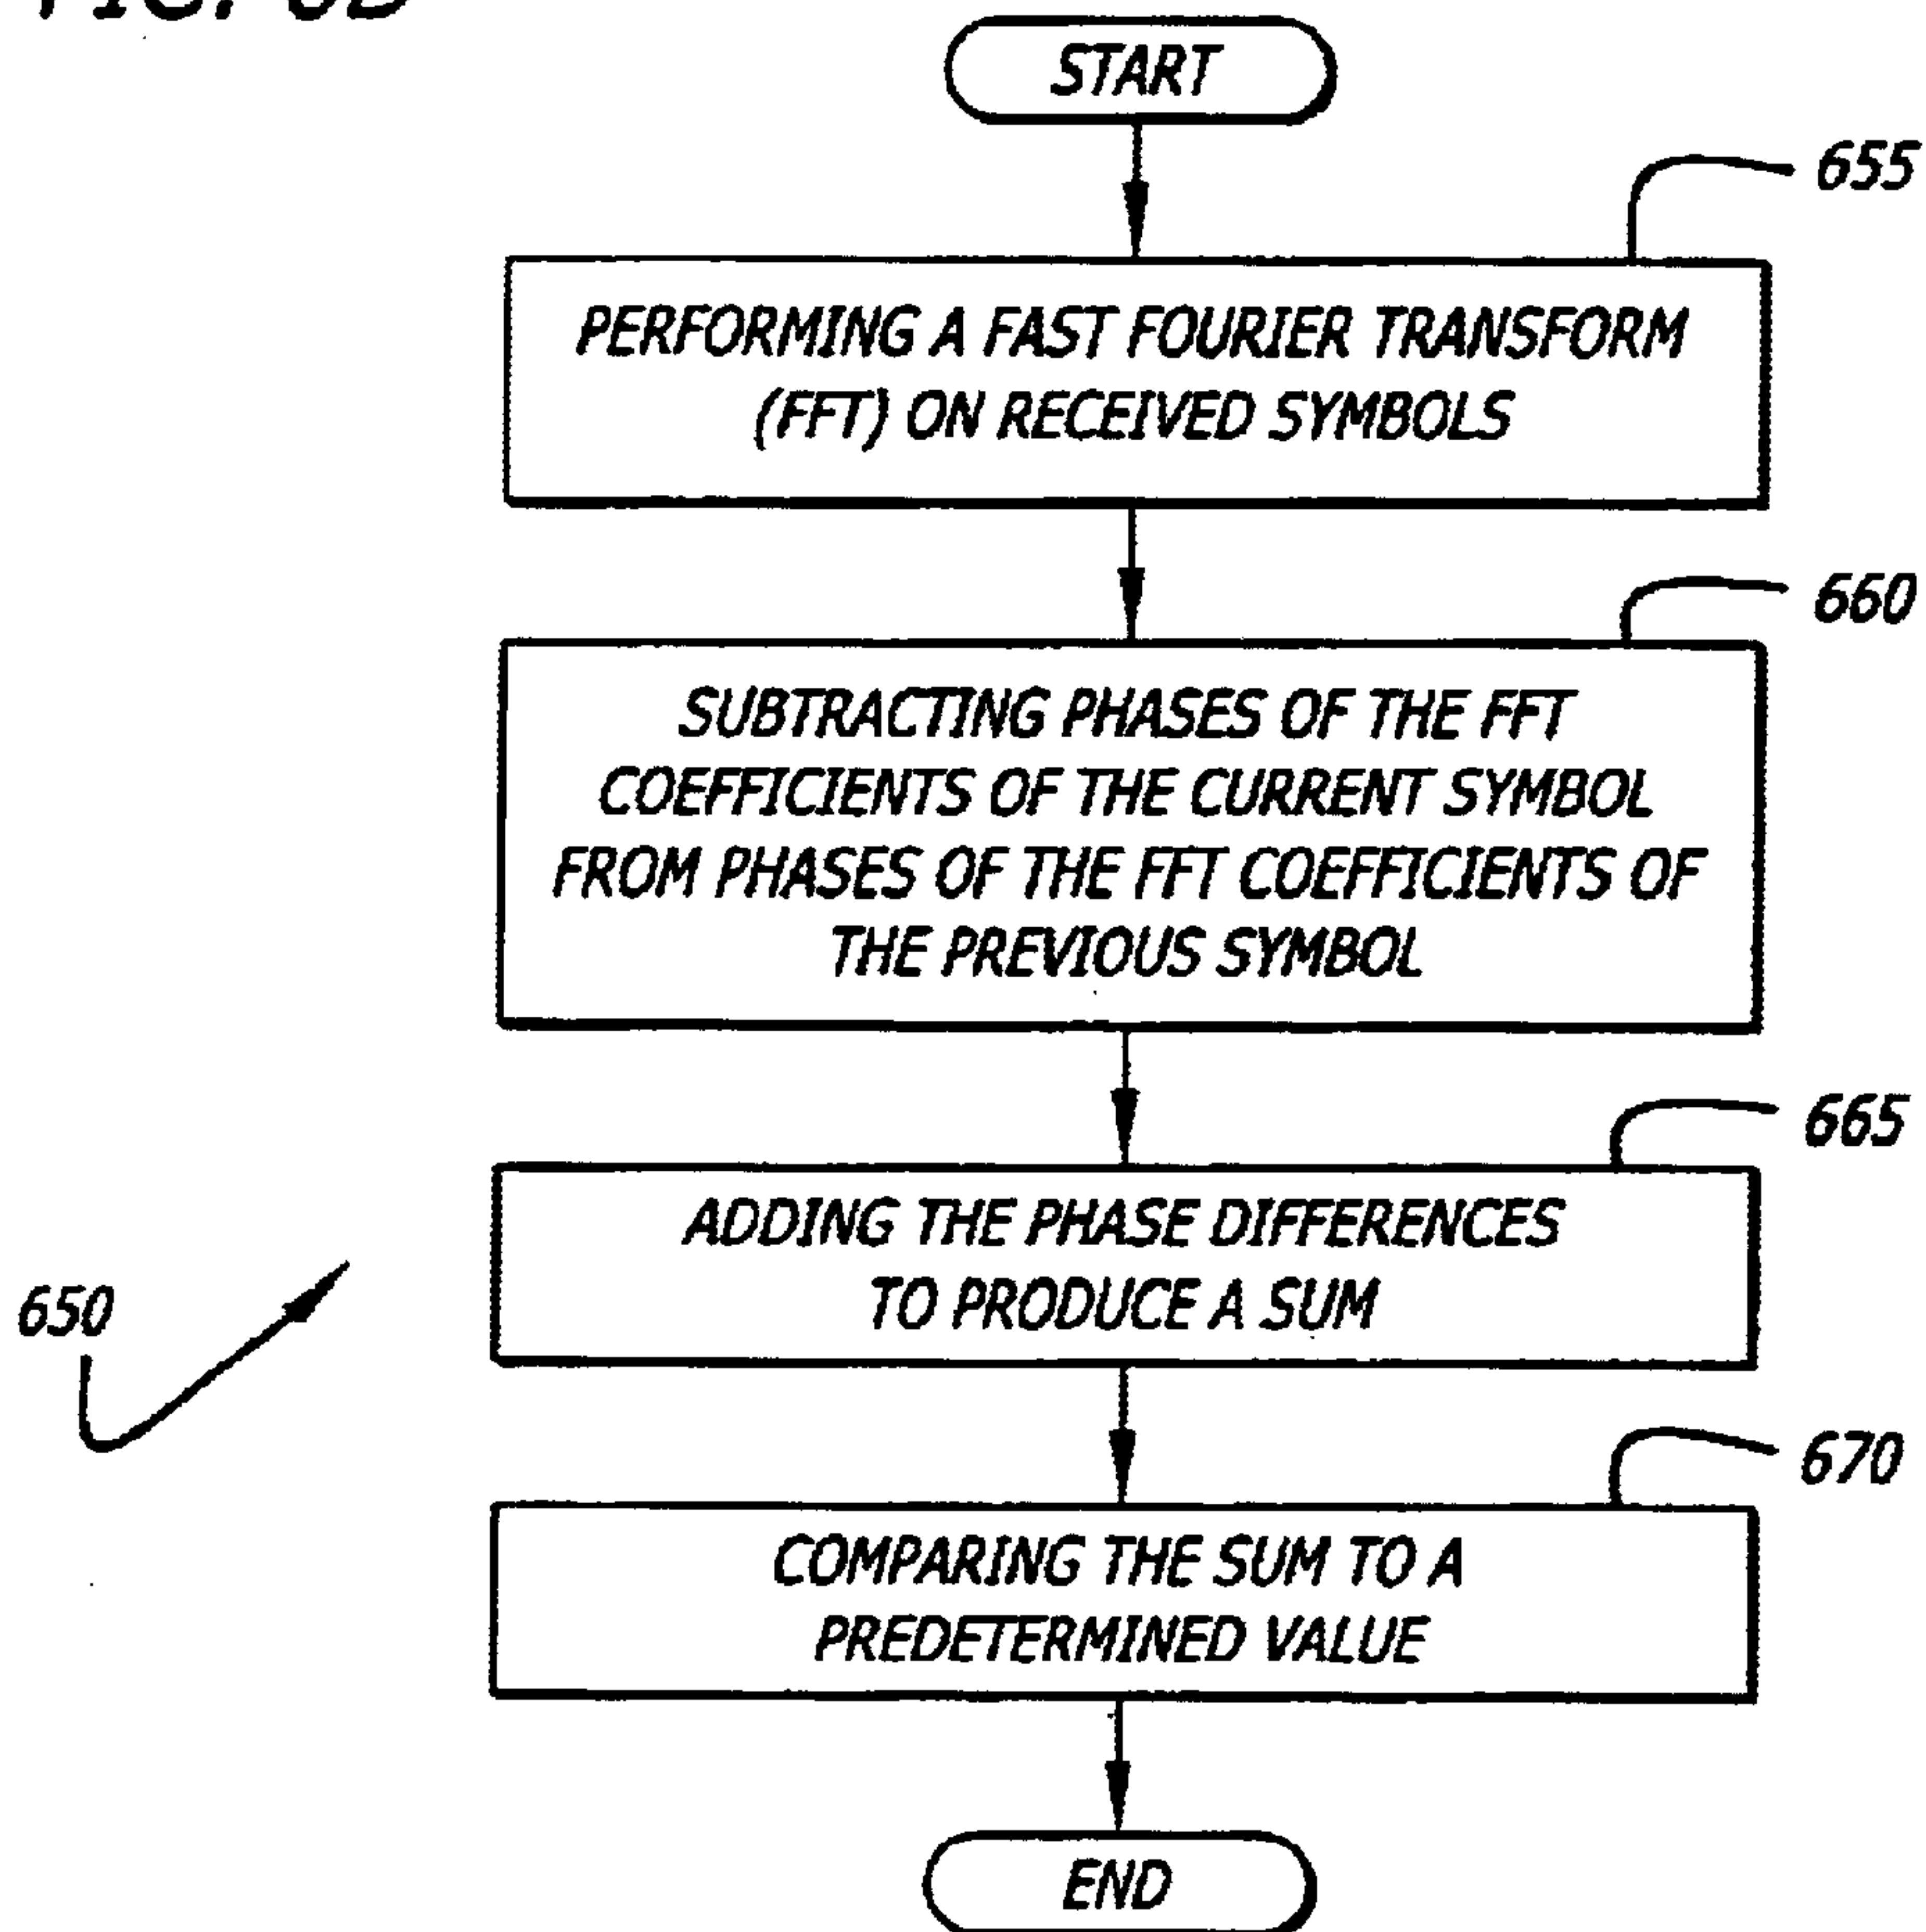 START
655
PERFORMING A FAST FOURIER TRANSFORM
(FFT) ON RECEIVED SYMBOLS
660
SUBTRACTING PHASES OF THE FFT
COEFFICIENTS OF THE CURRENT SYMBOL
FROM PHASES OF THE FFT COEFFICIENTS OF
THE PREVIOUS SYMBOL
665
ADDING THE PHASE DIFFERENCES
TO PRODUCE A SUM
650
670
COMPARING THE SUM TO A
PREDETERMINED VALUE
END